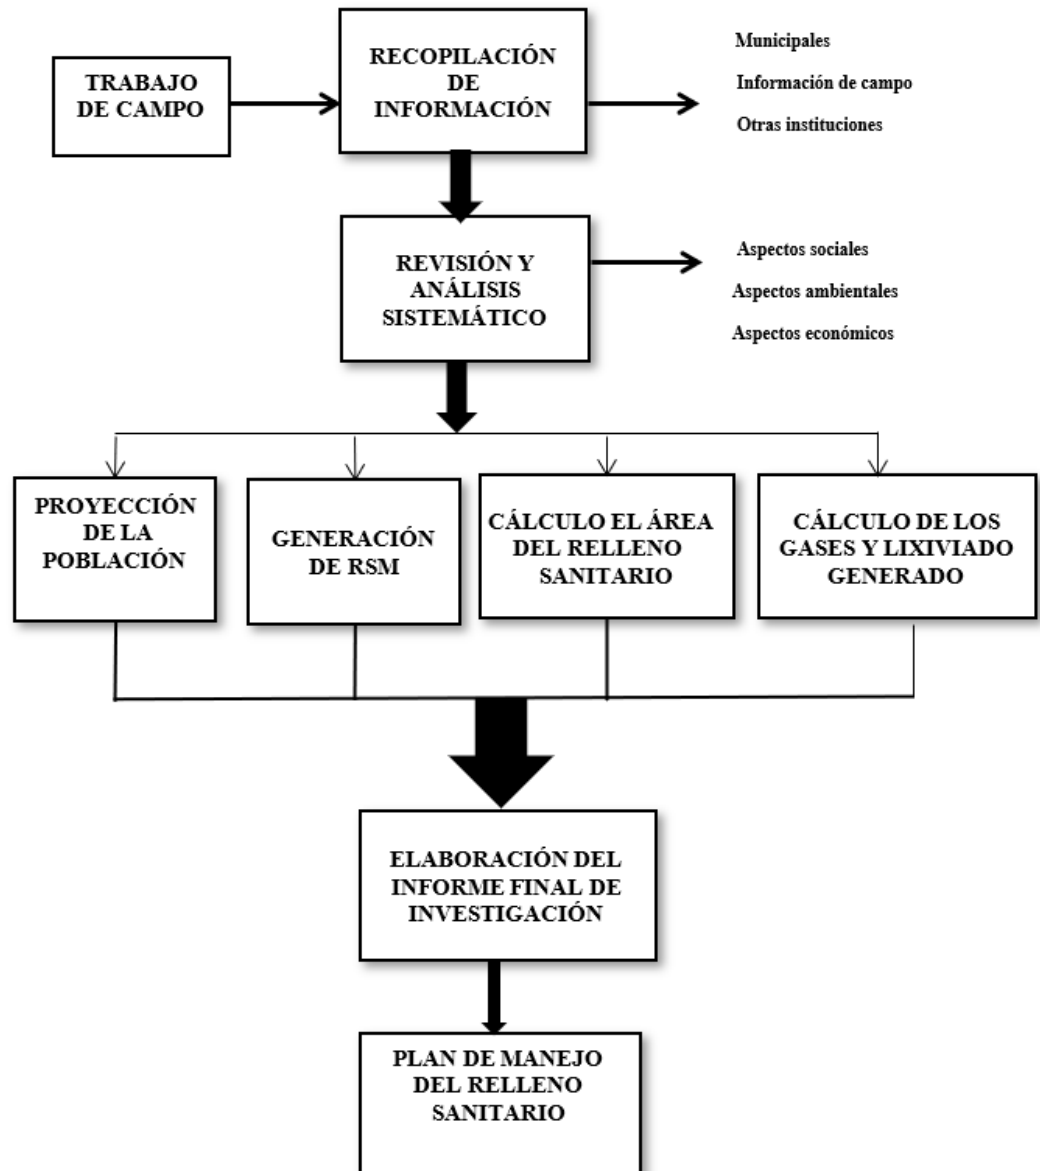 TRABAJO
DE CAMPO
RECOPILACIÓN
DE
INFORMACIÓN
Municipales
Información de campo
Otras instituciones
REVISIÓN Y
ANÁLISIS
SISTEMÁTICO
Aspectos sociales
Aspectos ambientales
Aspectos económicos
PROYECCIÓN
DE LA
POBLACIÓN
GENERACIÓN
DE RSM
CÁLCULO EL ÁREA
DEL RELLENO
SANITARIO
CÁLCULO DE LOS
GASES Y LIXIVIADO
GENERADO
ELABORACIÓN DEL
INFORME FINAL DE
INVESTIGACIÓN
PLAN DE MANEJO
DEL RELLENO
SANITARIO